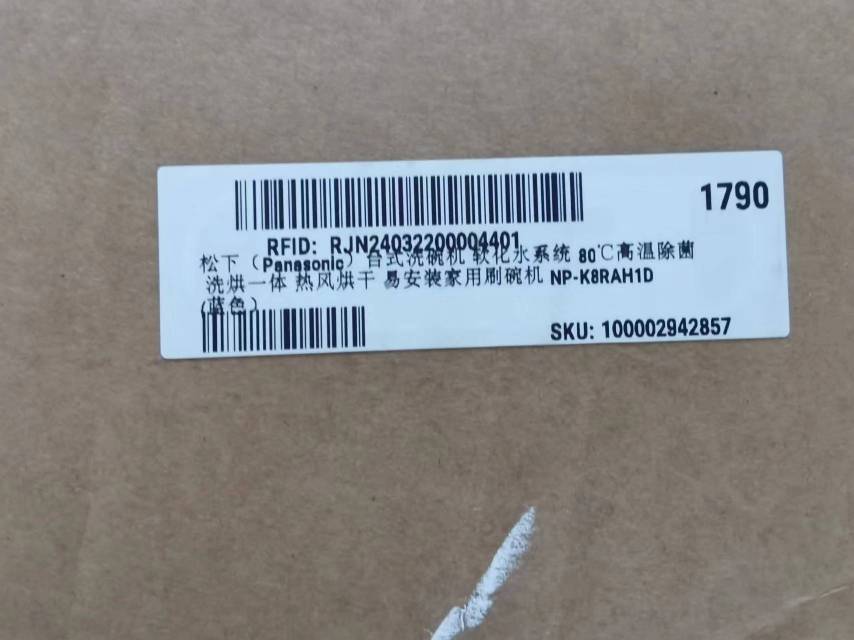 1790
RFID: RJN24032200004401
松下（Panasonic）台式洗碗机 软化水系统 80℃高温除菌
洗烘一体 热风烘干 易安装家用刷碗机 NP-K8RAH1D
(蓝色)
SKU: 100002942857